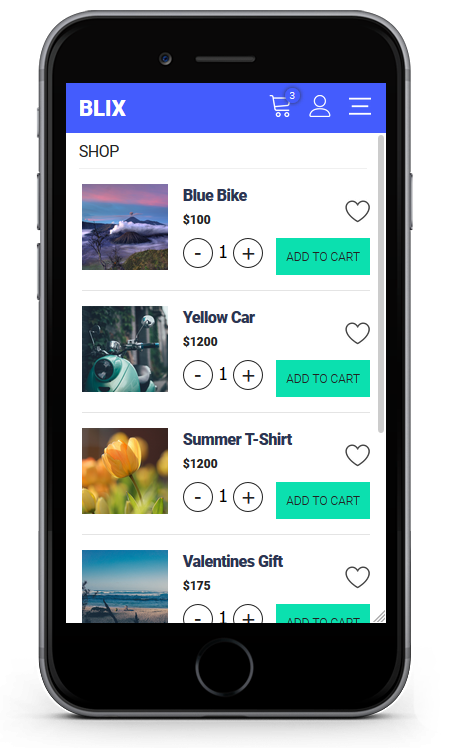 BLIX
3
SHOP
Blue Bike
$100
- 1 +
ADD TO CART
Yellow Car
$1200
- 1 +
ADD TO CART
Summer T-Shirt
$1200
- 1 +
ADD TO CART
Valentines Gift
$175
- 1 +
ADD TO CART